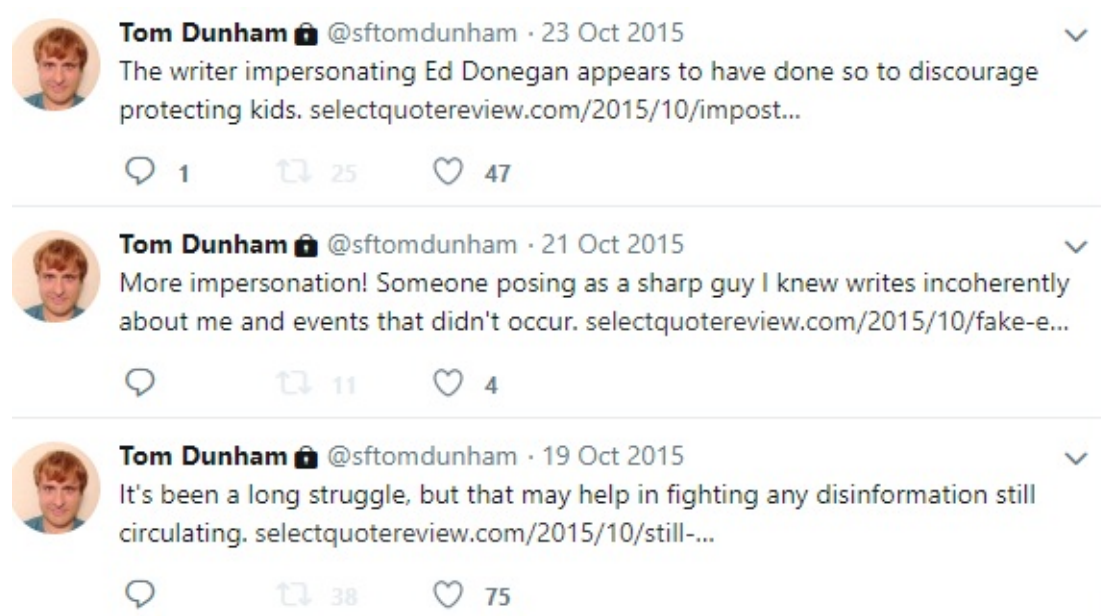 Tom Dunham @sftomdunham · 23 Oct 2015
The writer impersonating Ed Donegan appears to have done so to discourage
protecting kids. selectquotereview.com/2015/10/impost...
1 25 47
Tom Dunham @sftomdunham · 21 Oct 2015
More impersonation! Someone posing as a sharp guy I knew writes incoherently
about me and events that didn't occur. selectquotereview.com/2015/10/fake-e...
11 4
Tom Dunham @sftomdunham · 19 Oct 2015
It's been a long struggle, but that may help in fighting any disinformation still
circulating. selectquotereview.com/2015/10/still-...
38 75